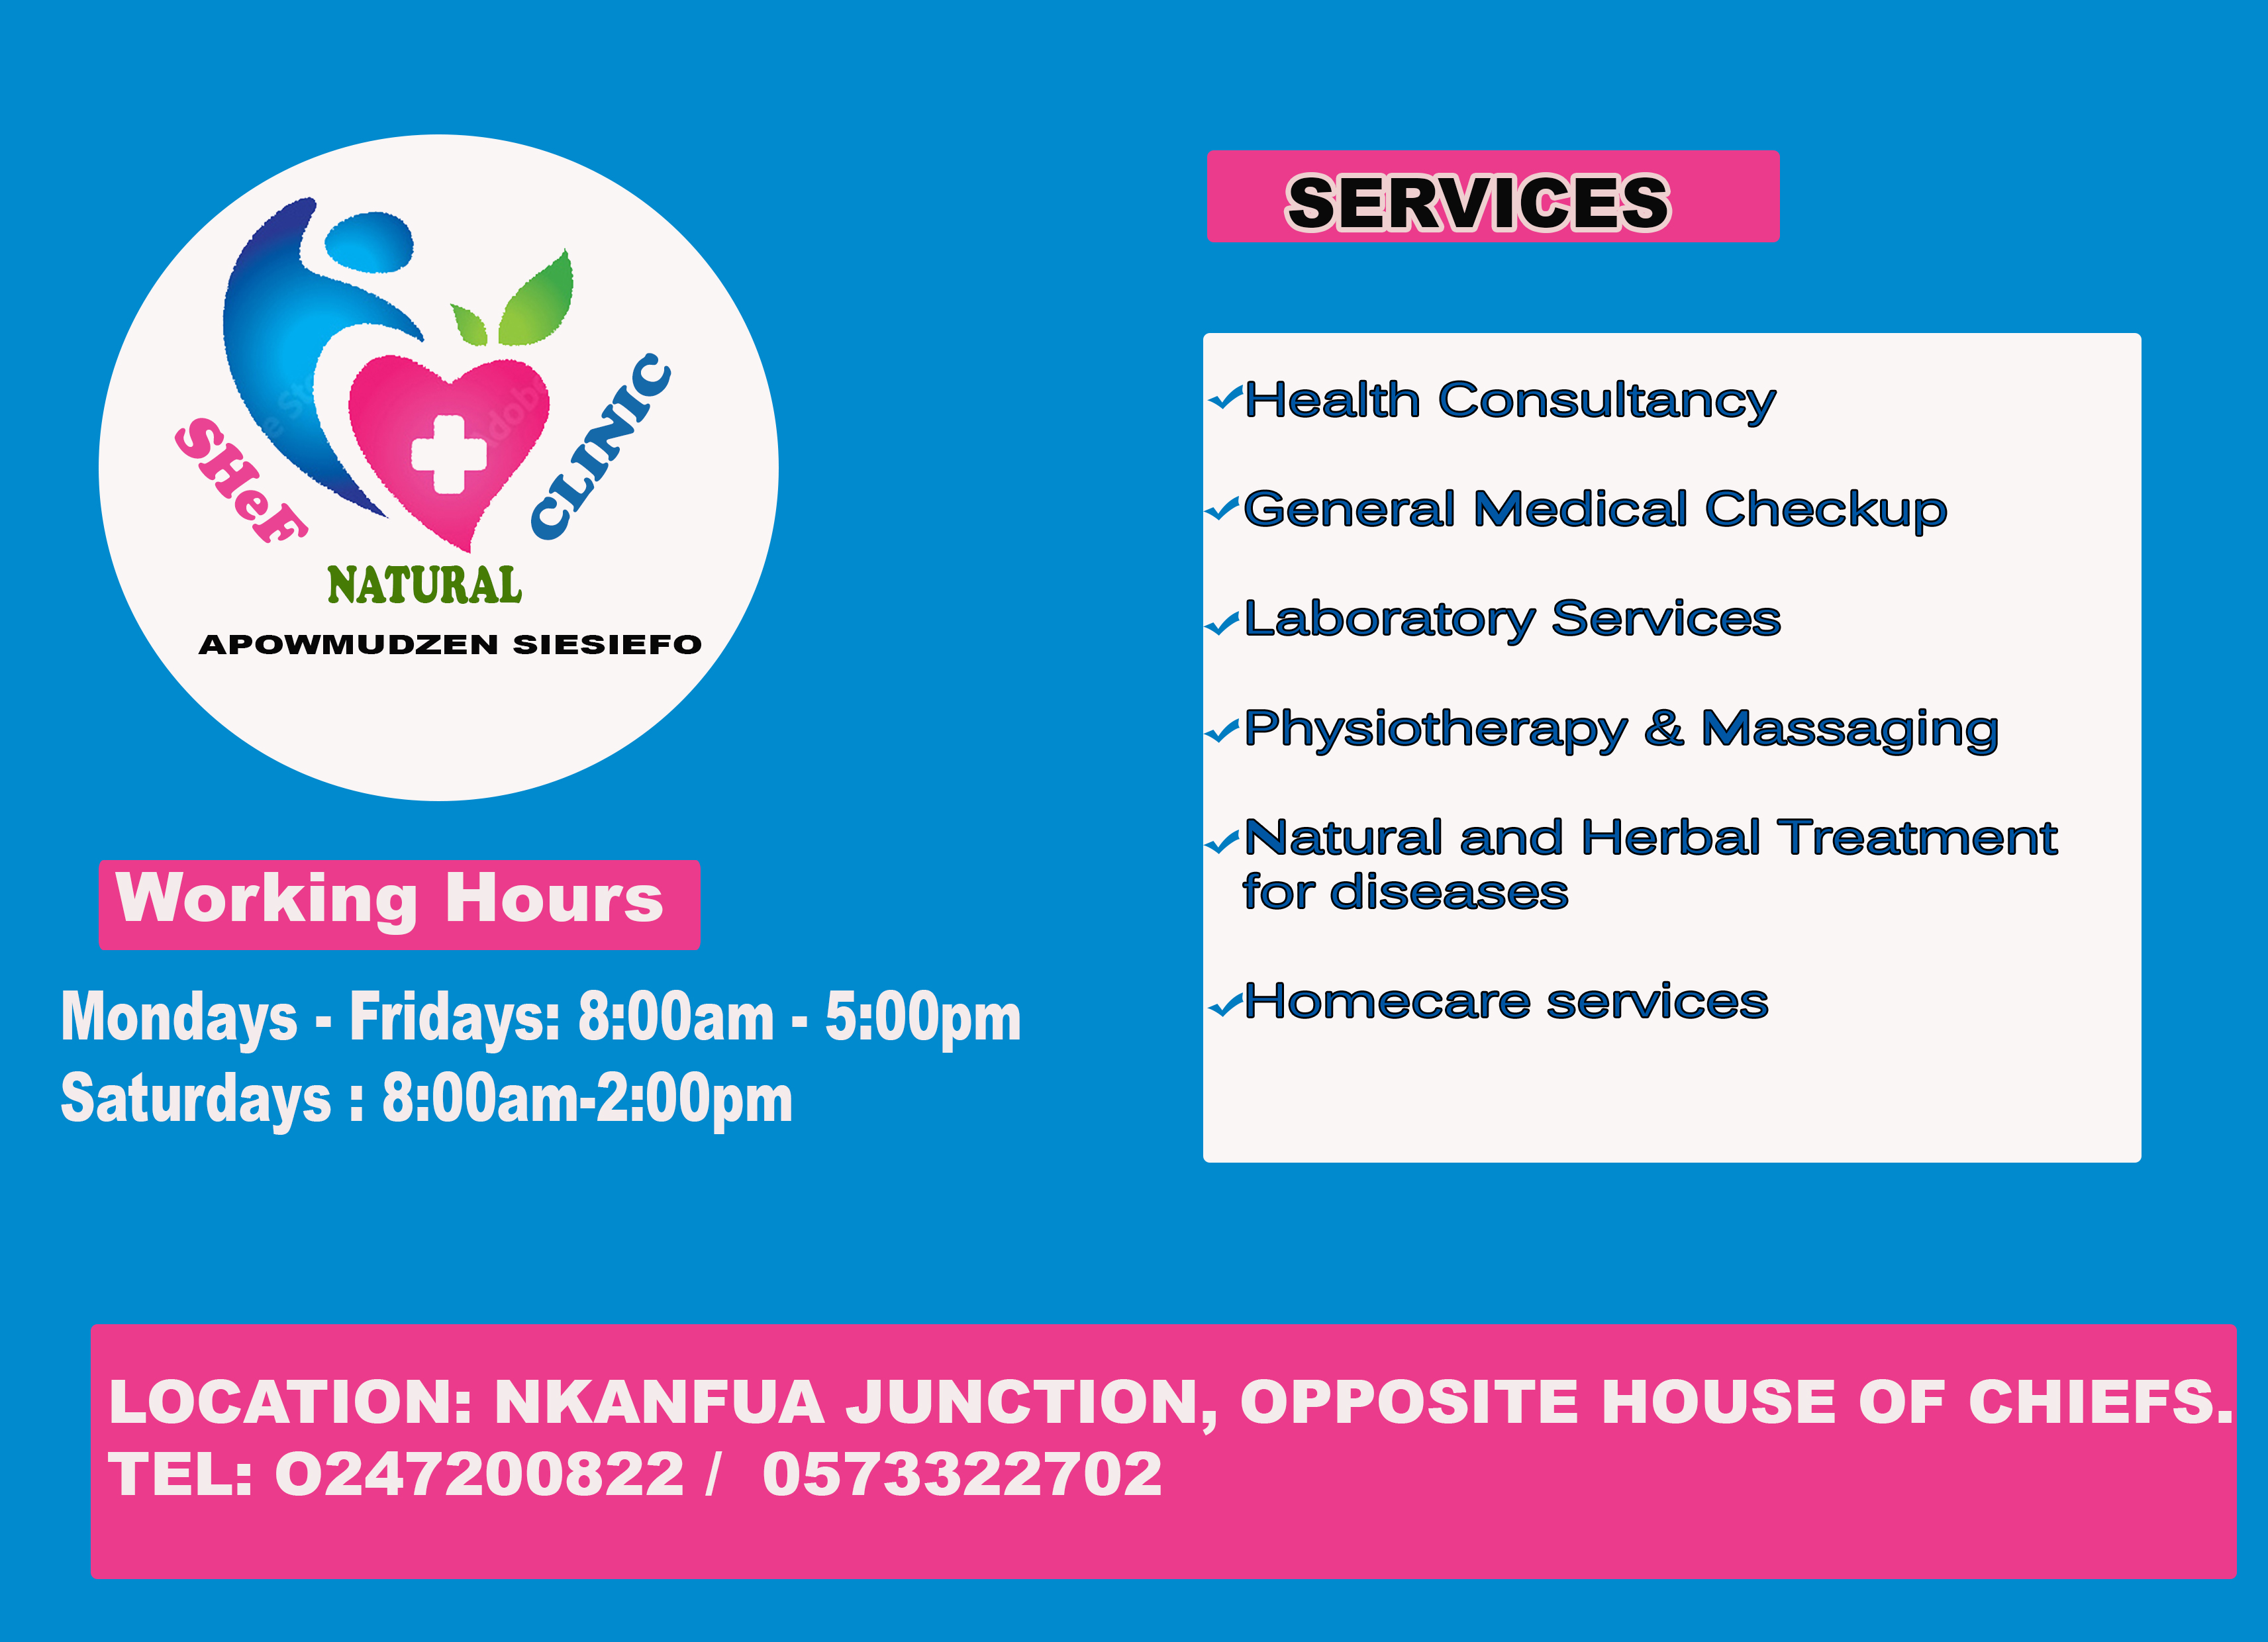 SHeF
NATURAL
CLINIC
APOWMUDZEN SIESIEFO
Working Hours
Mondays - Fridays: 8:00am - 5:00pm
Saturdays : 8:00am-2:00pm
SERVICES
Health Consultancy
General Medical Checkup
Laboratory Services
Physiotherapy & Massaging
Natural and Herbal Treatment
for diseases
Homecare services
LOCATION: NKANFUA JUNCTION, OPPOSITE HOUSE OF CHIEFS.
TEL: O247200822 / 0573322702